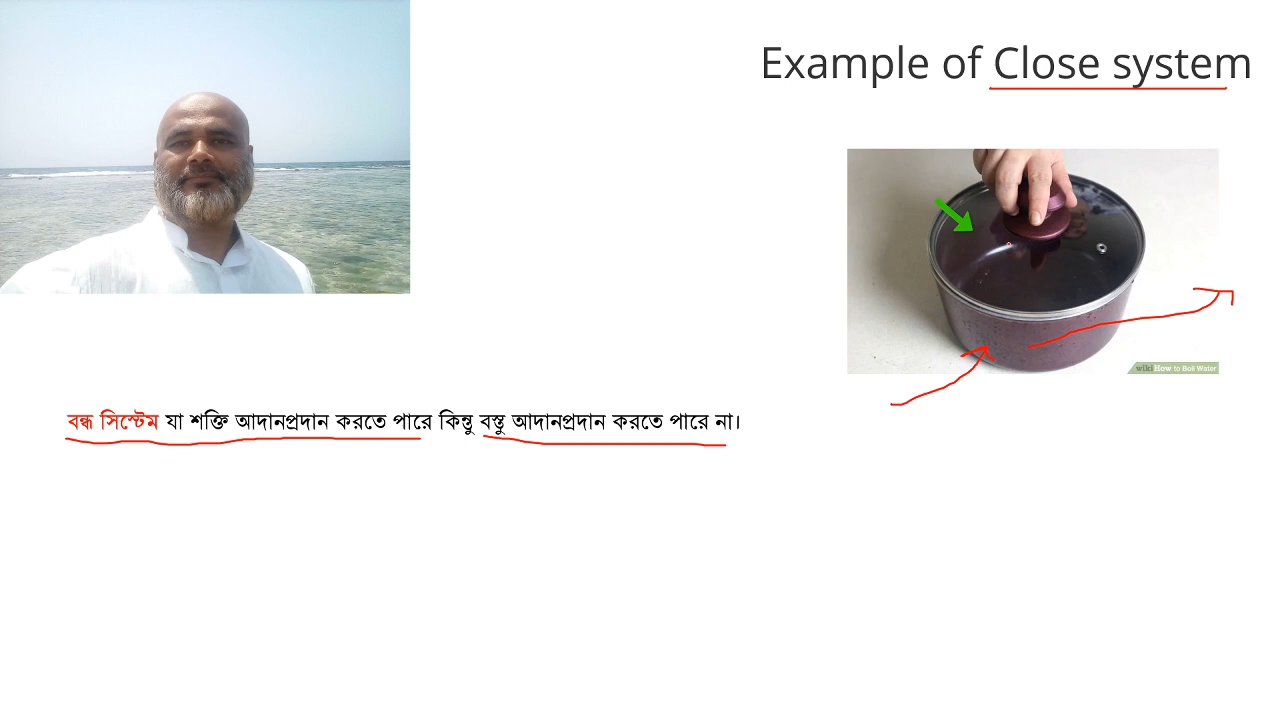 Example of Close system
wikiHow to Boil Water
বন্ধ সিস্টেম যা শক্তি আদানপ্রদান করতে পারে কিন্তু বস্তু আদানপ্রদান করতে পারে না।